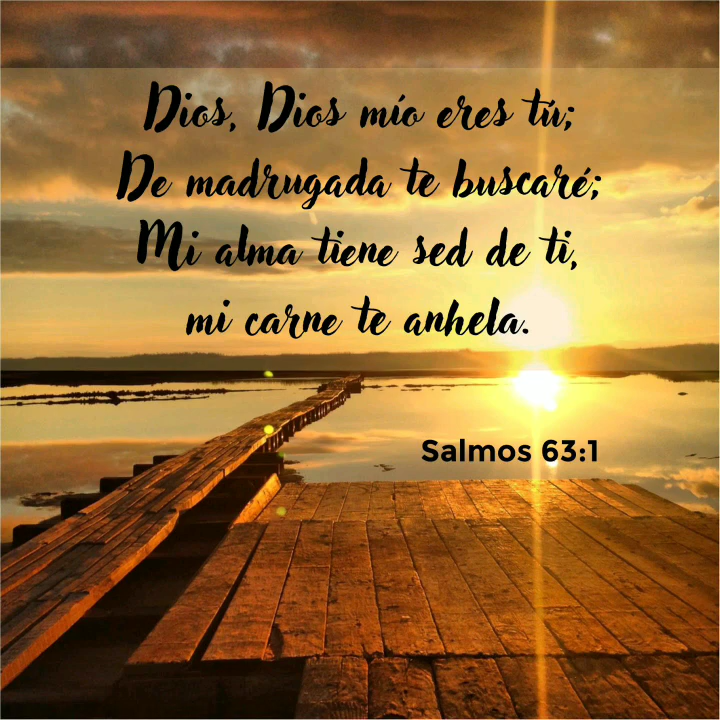 Dios, Dios mío eres tú;
De madrugada te buscaré;
Mi alma tiene sed de ti,
mi carne te anhela.
Salmos 63:1